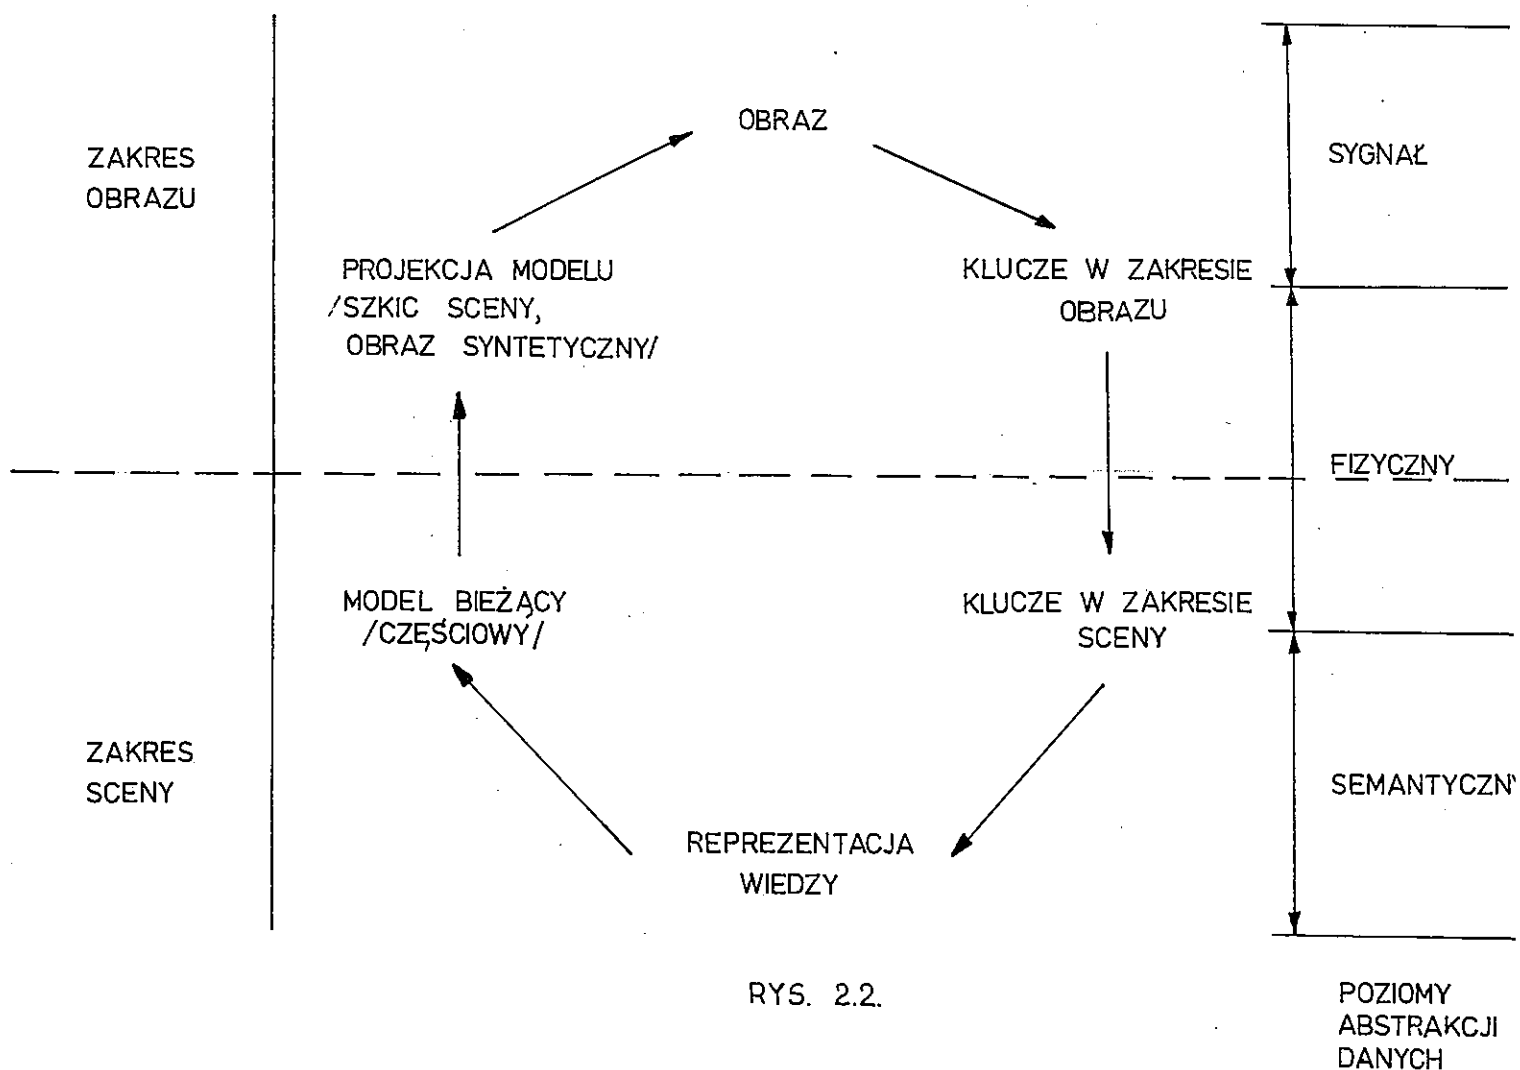 OBRAZ
ZAKRES
OBRAZU
SYGNAŁ
PROJEKCJA MODELU
/SZKIC SCENY,
OBRAZ SYNTETYCZNY/
KLUCZE W ZAKRESIE
OBRAZU
FIZYCZNY
MODEL BIEŻĄCY
/CZĘŚCIOWY/
KLUCZE W ZAKRESIE
SCENY
ZAKRES
SCENY
SEMANTYCZNY
REPREZENTACJA
WIEDZY
RYS. 2.2.
POZIOMY
ABSTRAKCJI
DANYCH